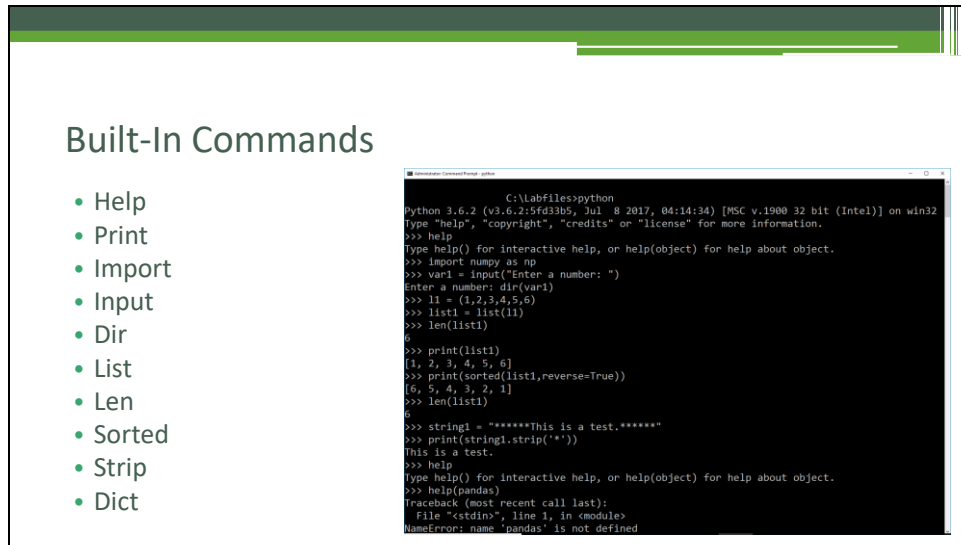 Built-In Commands
• Help
• Print
• Import
• Input
• Dir
• List
• Len
• Sorted
• Strip
• Dict
Administrator: Command Prompt - python
C:\Labfiles>python
Python 3.6.2 (v3.6.2:5fd33b5, Jul  8 2017, 04:14:34) [MSC v.1900 32 bit (Intel)] on win32
Type "help", "copyright", "credits" or "license" for more information.
>>> help
Type help() for interactive help, or help(object) for help about object.
>>> import numpy as np
>>> var1 = input("Enter a number: ")
Enter a number: dir(var1)
>>> l1 = (1,2,3,4,5,6)
>>> list1 = list(l1)
>>> len(list1)
6
>>> print(list1)
[1, 2, 3, 4, 5, 6]
>>> print(sorted(list1,reverse=True))
[6, 5, 4, 3, 2, 1]
>>> len(list1)
6
>>> string1 = "******This is a test.******"
>>> print(string1.strip('*'))
This is a test.
>>> help
Type help() for interactive help, or help(object) for help about object.
>>> help(pandas)
Traceback (most recent call last):
  File "<stdin>", line 1, in <module>
NameError: name 'pandas' is not defined